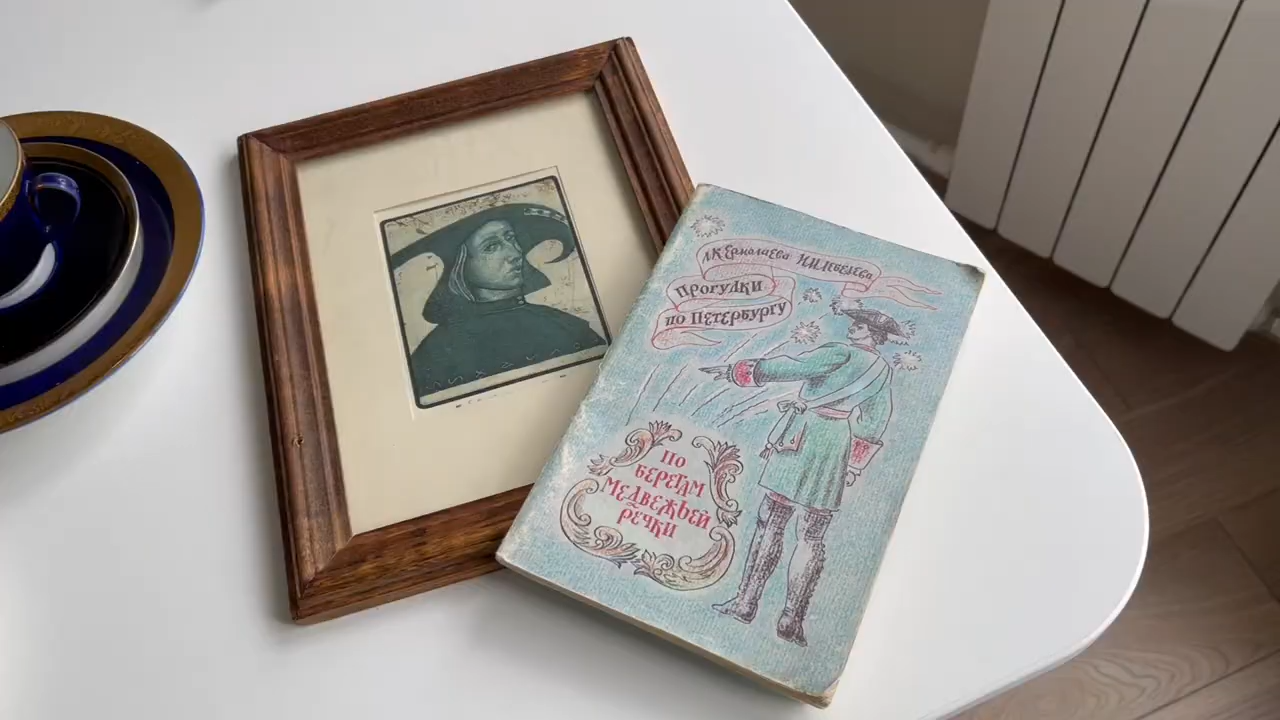 Л.К Ермолаева И.М. Лебедева
Прогулки
по Петербургу
По
берегам
Медвежьей
речки